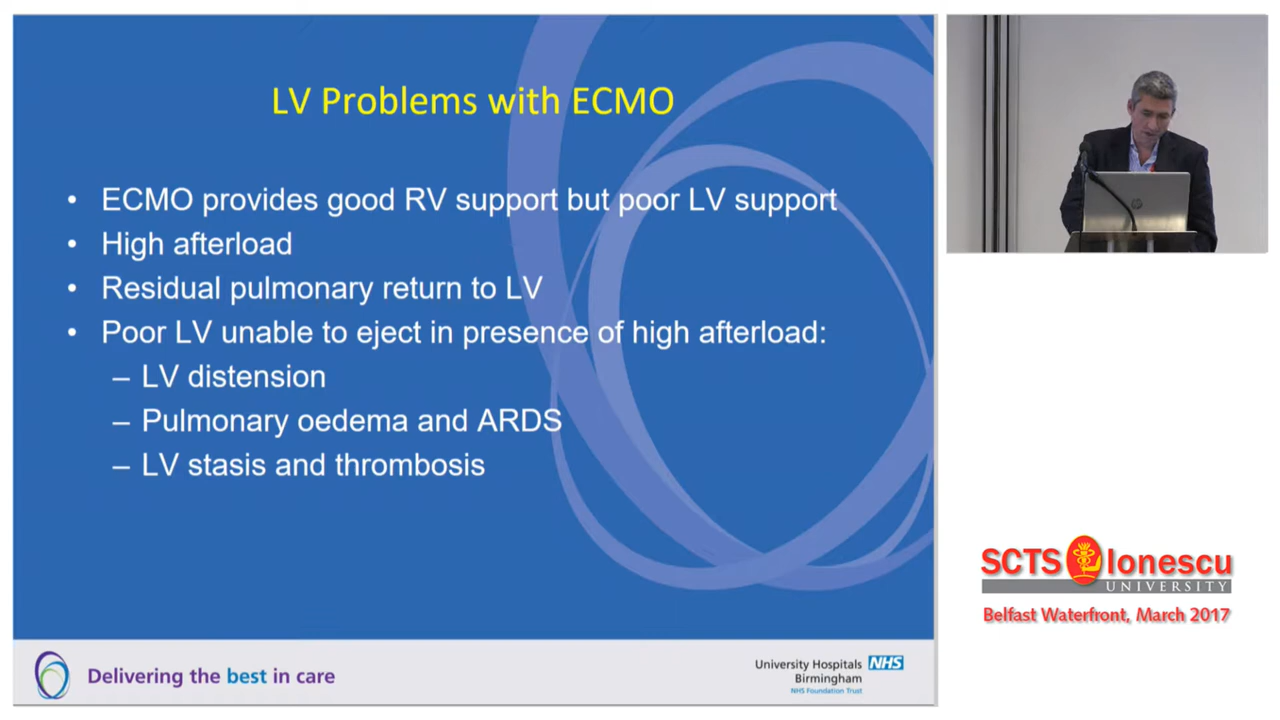 LV Problems with ECMO
• ECMO provides good RV support but poor LV support
• High afterload
• Residual pulmonary return to LV
• Poor LV unable to eject in presence of high afterload:
– LV distension
– Pulmonary oedema and ARDS
– LV stasis and thrombosis
Delivering the best in care
University Hospitals NHS
Birmingham
NHS Foundation Trust
SCTS Ionescu
UNIVERSITY
Belfast Waterfront, March 2017